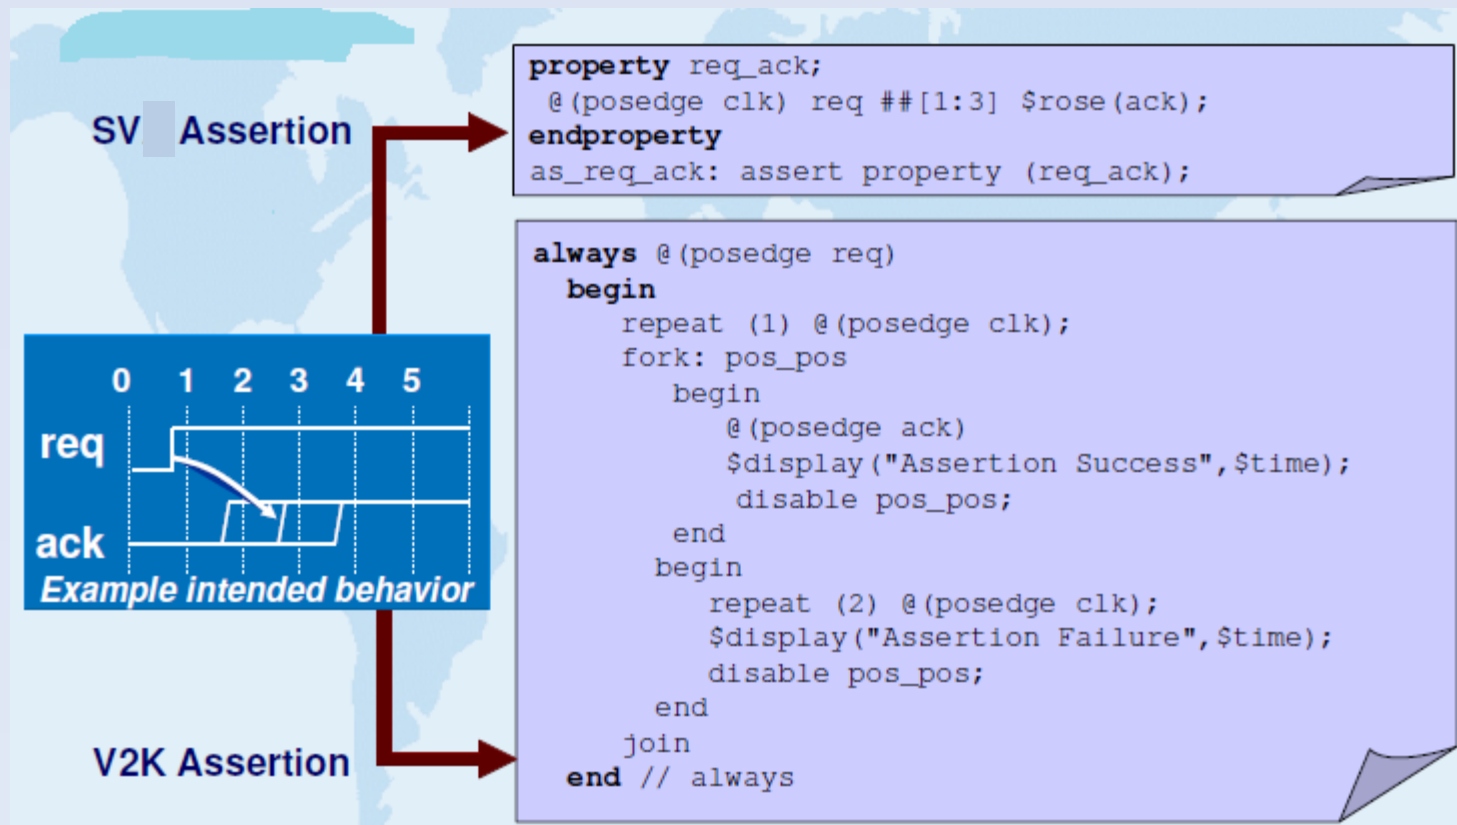 SV Assertion
property req_ack;
@(posedge clk) req ##[1:3] $rose(ack);
endproperty
as_req_ack: assert property (req_ack);
0 1 2 3 4 5
req
ack
Example intended behavior
V2K Assertion
always @(posedge req)
begin
repeat (1) @(posedge clk);
fork: pos_pos
begin
@(posedge ack)
$display("Assertion Success",$time);
disable pos_pos;
end
begin
repeat (2) @(posedge clk);
$display("Assertion Failure",$time);
disable pos_pos;
end
join
end // always